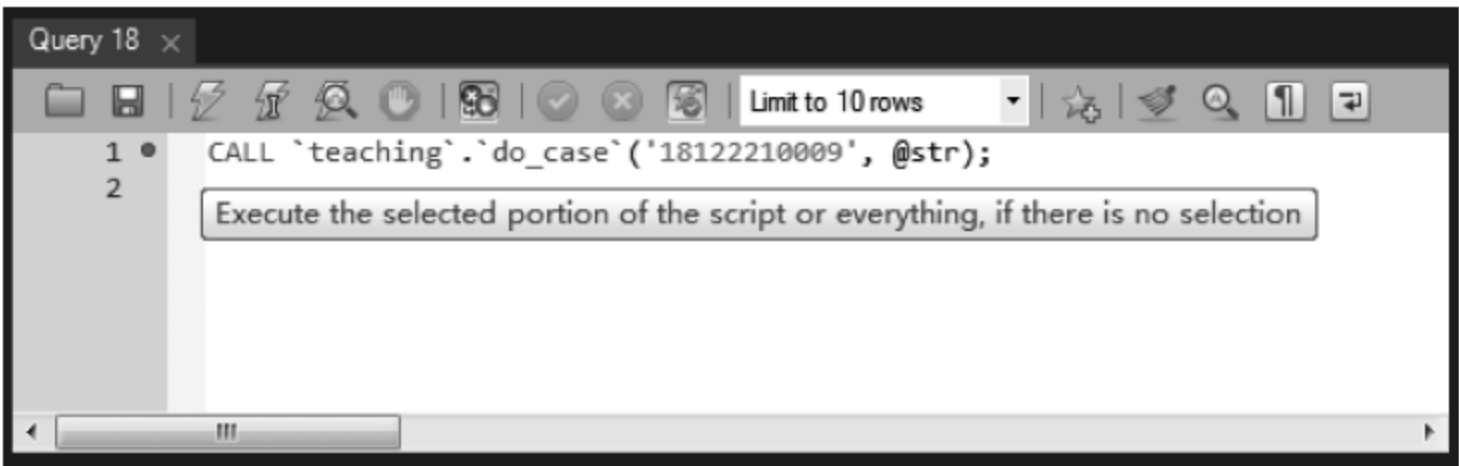 Query 18 ×
Limit to 10 rows
1 CALL `teaching`.`do_case`('18122210009', @str);
2
Execute the selected portion of the script or everything, if there is no selection